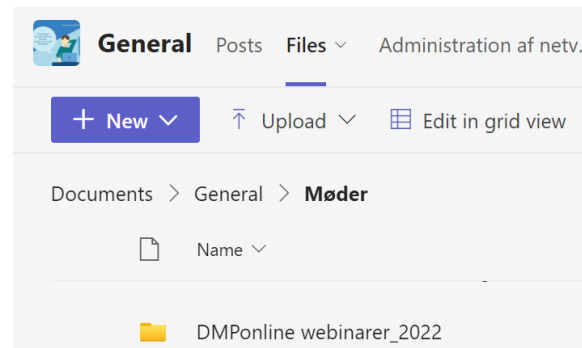 General Posts Files Administration af netv.
New Upload Edit in grid view
Documents > General > Møder
Name
DMPonline webinarer_2022